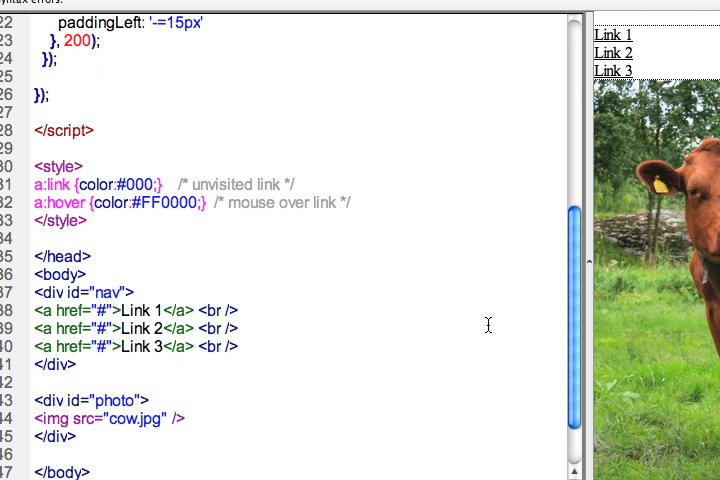 syntax errors.
22 paddingLeft: '-=15px'
23 }, 200);
24 });
25
26 });
27
28 </script>
29
30 <style>
31 a:link {color:#000;} /* unvisited link */
32 a:hover {color:#FF0000;} /* mouse over link */
33 </style>
34
35 </head>
36 <body>
37 <div id="nav">
38 <a href="#">Link 1</a> <br />
39 <a href="#">Link 2</a> <br />
40 <a href="#">Link 3</a> <br />
41 </div>
42
43 <div id="photo">
44 <img src="cow.jpg" />
45 </div>
46
47 </body>
Link 1
Link 2
Link 3